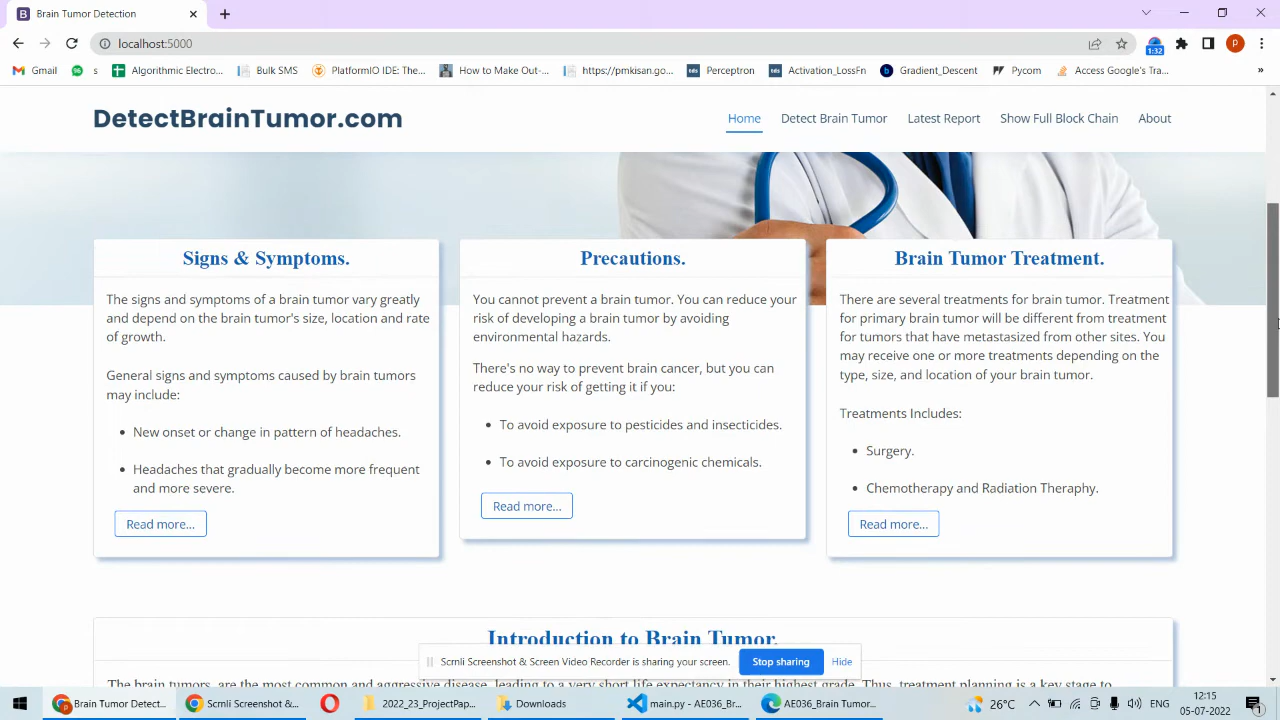 Brain Tumor Detection
localhost:5000
1:32
p
Gmail
96
s
Algorithmic Electro...
Bulk SMS
PlatformIO IDE: The...
How to Make Out-...
https://pmkisan.go...
tds
Perceptron
tds
Activation_LossFn
b
Gradient_Descent
Pycom
Access Google's Tra...
»
DetectBrainTumor.com
Home
Detect Brain Tumor
Latest Report
Show Full Block Chain
About
Signs & Symptoms.
The signs and symptoms of a brain tumor vary greatly
and depend on the brain tumor's size, location and rate
of growth.
General signs and symptoms caused by brain tumors
may include:
• New onset or change in pattern of headaches.
• Headaches that gradually become more frequent
and more severe.
Read more...
Precautions.
You cannot prevent a brain tumor. You can reduce your
risk of developing a brain tumor by avoiding
environmental hazards.
There's no way to prevent brain cancer, but you can
reduce your risk of getting it if you:
• To avoid exposure to pesticides and insecticides.
• To avoid exposure to carcinogenic chemicals.
Read more...
Brain Tumor Treatment.
There are several treatments for brain tumor. Treatment
for primary brain tumor will be different from treatment
for tumors that have metastasized from other sites. You
may receive one or more treatments depending on the
type, size, and location of your brain tumor.
Treatments Includes:
• Surgery.
• Chemotherapy and Radiation Theraphy.
Read more...
Introduction to Brain Tumor.
Scrnli Screenshot & Screen Video Recorder is sharing your screen.
Stop sharing
Hide
The brain tumors, are the most common and aggressive disease, leading to a very short life expectancy in their highest grade. Thus, treatment planning is a key stage to
Brain Tumor Detect...
Scrnli Screenshot &...
2022_23_ProjectPap...
Downloads
main.py - AE036_Br...
AE036_Brain Tumor...
26°C
ENG
12:15
05-07-2022
1